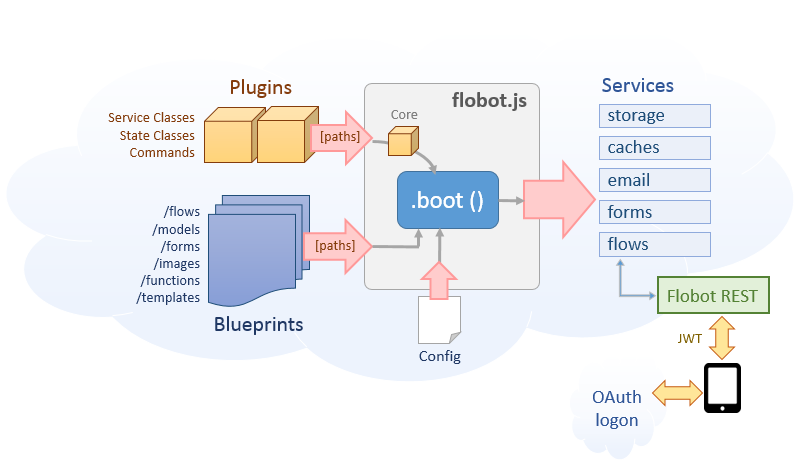 Plugins
Service Classes
State Classes
Commands
[paths]
flobot.js
Core
.boot ()
/flows
/models
/forms
/images
/functions
/templates
[paths]
Blueprints
Config
Services
storage
caches
email
forms
flows
Flobot REST
JWT
OAuth
logon